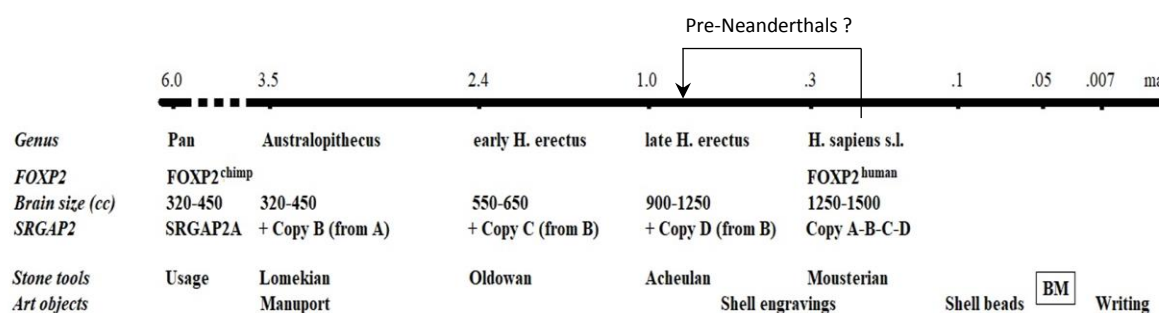 Pre-Neanderthals ?
6.0 3.5 2.4 1.0 .3 .1 .05 .007 ma
Genus Pan Australopithecus early H. erectus late H. erectus H. sapiens s.l.
FOXP2 FOXP2chimp FOXP2human
Brain size (cc) 320-450 320-450 550-650 900-1250 1250-1500
SRGAP2 SRGAP2A + Copy B (from A) + Copy C (from B) + Copy D (from B) Copy A-B-C-D
Stone tools Usage Lomekian Oldowan Acheulan Mousterian BM
Art objects Manuport Shell engravings Shell beads Writing